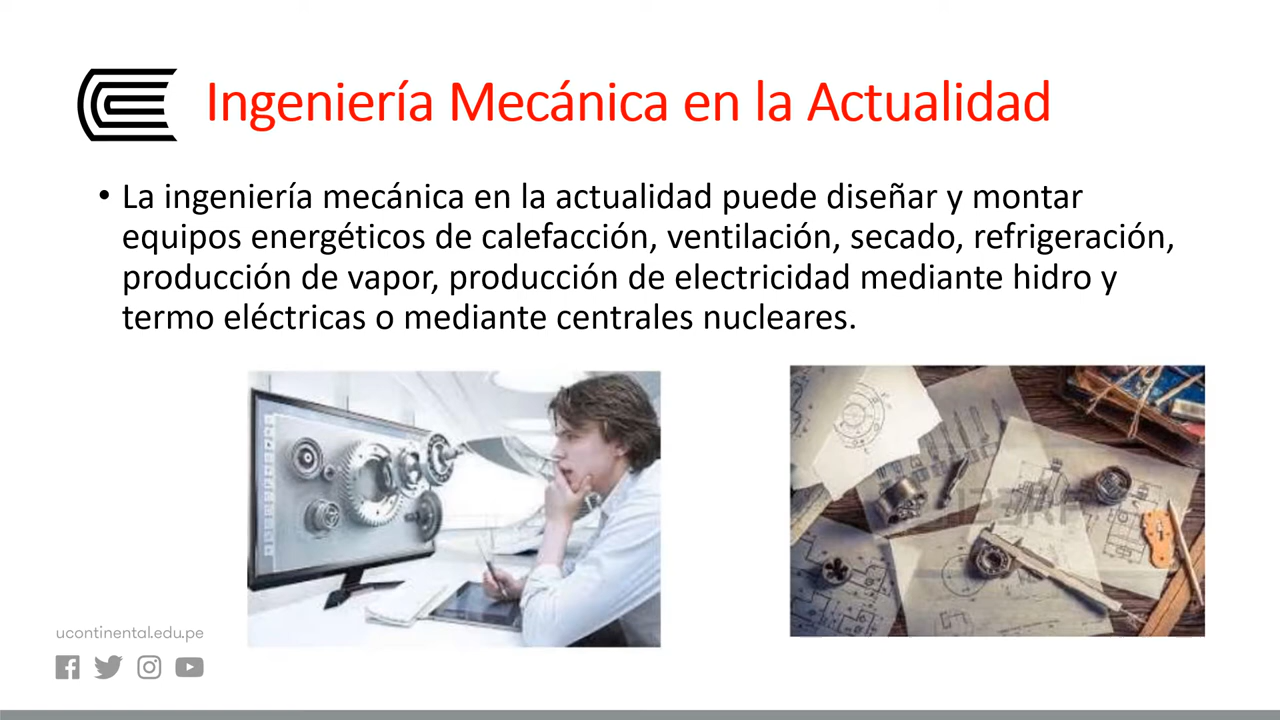 Ingeniería Mecánica en la Actualidad
• La ingeniería mecánica en la actualidad puede diseñar y montar
equipos energéticos de calefacción, ventilación, secado, refrigeración,
producción de vapor, producción de electricidad mediante hidro y
termo eléctricas o mediante centrales nucleares.
ucontinental.edu.pe